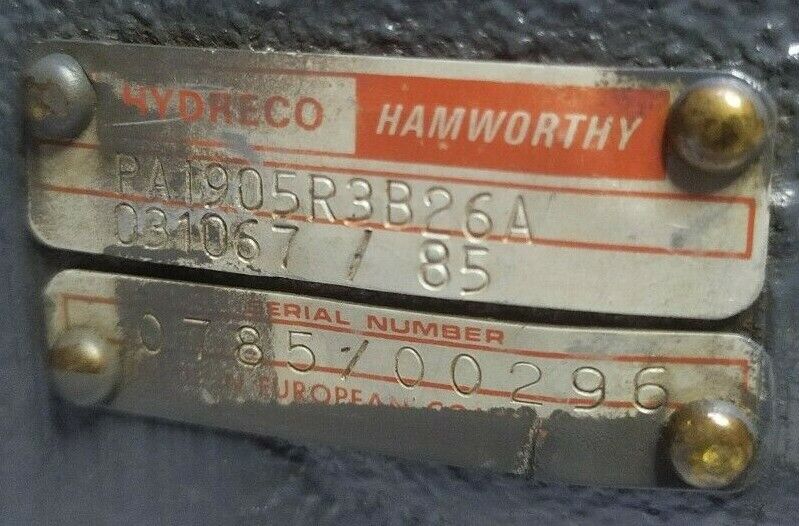 HYDRECO HAMWORTHY
PA1905R3B26A
031067 / 85
SERIAL NUMBER
0785/00296
EUROPEAN